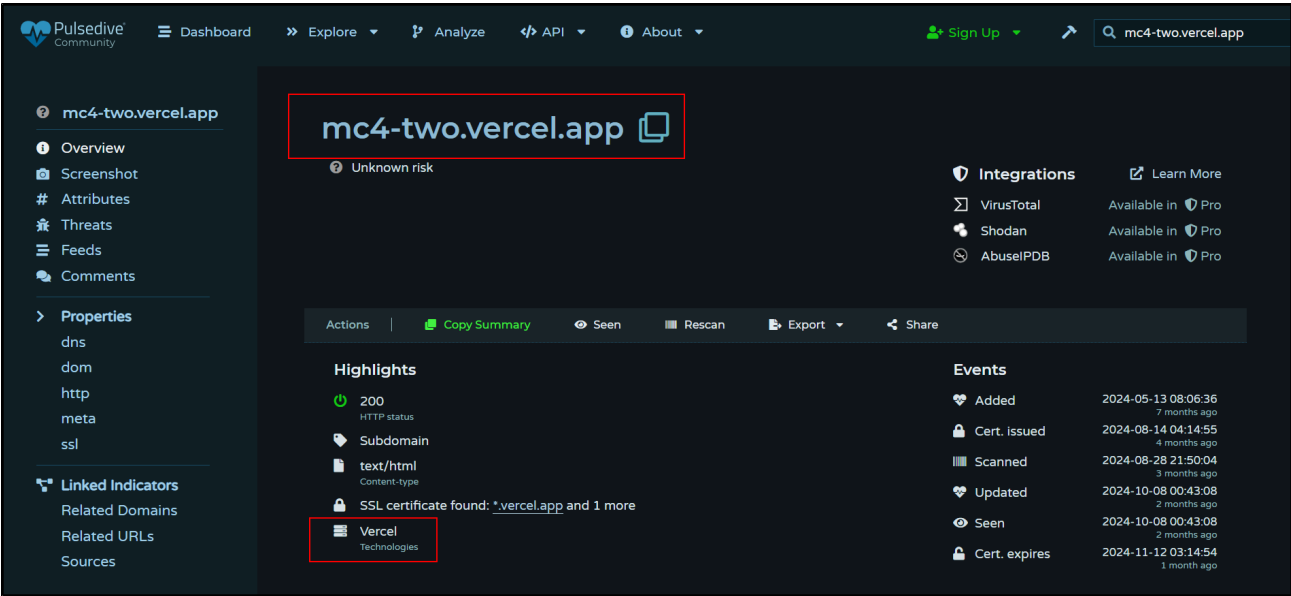 Pulsedive
Community
Dashboard
Explore
Analyze
API
About
Sign Up
mc4-two.vercel.app
mc4-two.vercel.app
Overview
Screenshot
Attributes
Threats
Feeds
Comments
Properties
dns
dom
http
meta
ssl
Linked Indicators
Related Domains
Related URLs
Sources
mc4-two.vercel.app
Unknown risk
Integrations Learn More
VirusTotal Available in Pro
Shodan Available in Pro
AbuseIPDB Available in Pro
Actions Copy Summary Seen Rescan Export Share
Highlights
200
HTTP status
Subdomain
text/html
Content-type
SSL certificate found: *.vercel.app and 1 more
Vercel
Technologies
Events
Added 2024-05-13 08:06:36
7 months ago
Cert. issued 2024-08-14 04:14:55
4 months ago
Scanned 2024-08-28 21:50:04
3 months ago
Updated 2024-10-08 00:43:08
2 months ago
Seen 2024-10-08 00:43:08
2 months ago
Cert. expires 2024-11-12 03:14:54
1 month ago